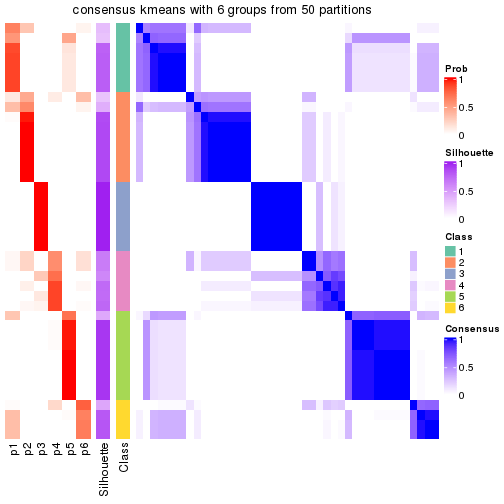 consensus kmeans with 6 groups from 50 partitions
Prob
1
0.5
0
Silhouette
1
0.5
0
Class
1
2
3
4
5
6
Consensus
1
0.5
0
p1
p2
p3
p4
p5
p6
Silhouette
Class